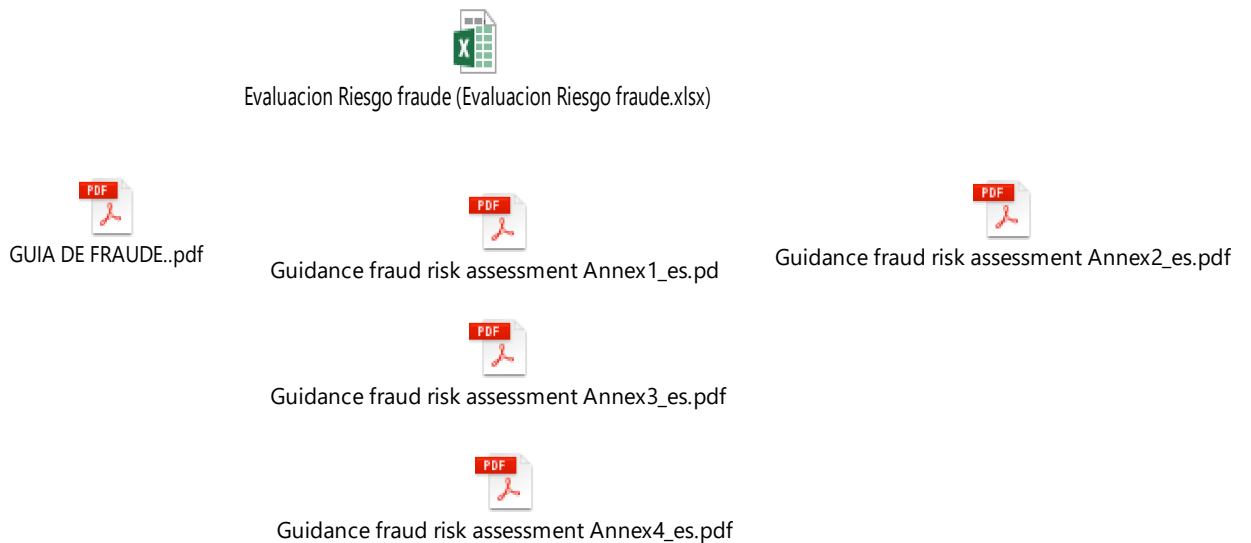 X
Evaluacion Riesgo fraude (Evaluacion Riesgo fraude.xlsx)
PDF
GUIA DE FRAUDE..pdf
PDF
Guidance fraud risk assessment Annex1_es.pd
PDF
Guidance fraud risk assessment Annex2_es.pdf
PDF
Guidance fraud risk assessment Annex3_es.pdf
PDF
Guidance fraud risk assessment Annex4_es.pdf